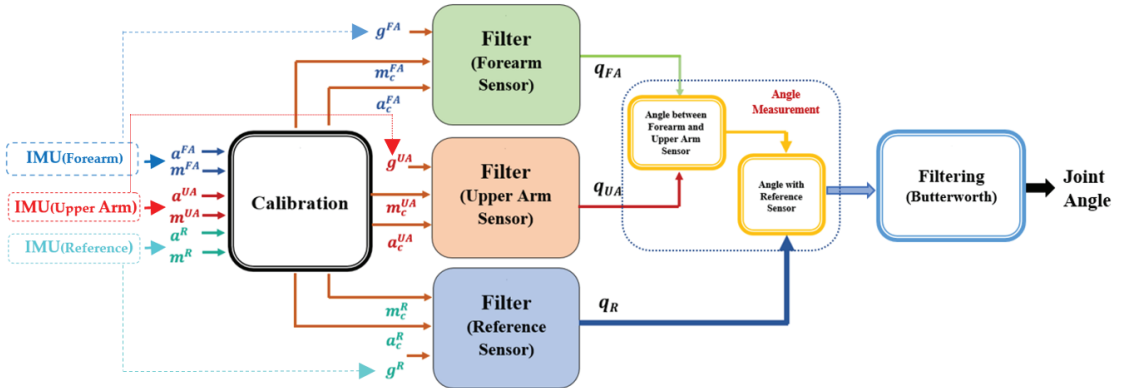 g^FA
Filter
(Forearm
Sensor)
m_c^FA
a_c^FA
q_FA
IMU(Forearm)
a^FA
m^FA
IMU(Upper Arm)
a^UA
m^UA
IMU(Reference)
a^R
m^R
Calibration
g^UA
m_c^UA
a_c^UA
Filter
(Upper Arm
Sensor)
q_UA
m_c^R
a_c^R
g^R
Filter
(Reference
Sensor)
q_R
Angle
Measurement
Angle between
Forearm and
Upper Arm
Sensor
Angle with
Reference
Sensor
Filtering
(Butterworth)
Joint
Angle